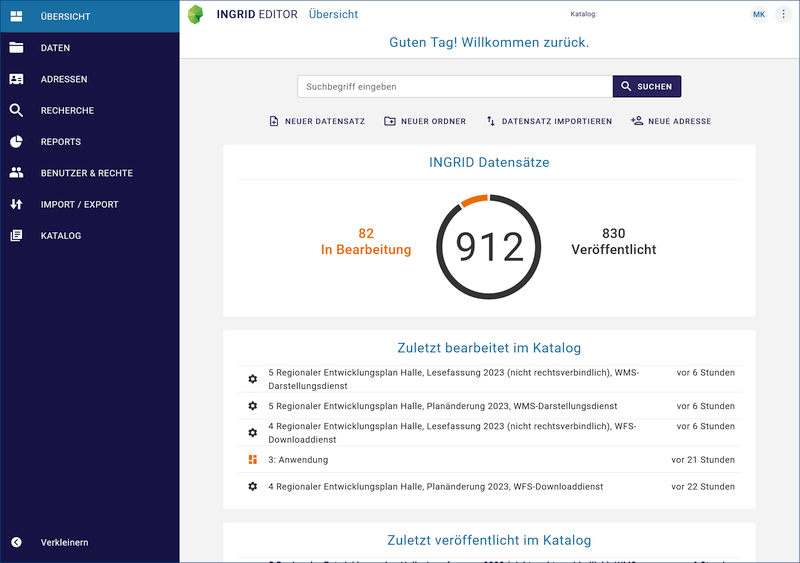 ÜBERSICHT
DATEN
ADRESSEN
RECHERCHE
REPORTS
BENUTZER & RECHTE
IMPORT / EXPORT
KATALOG
Verkleinern
INGRID EDITOR Übersicht
Katalog:
MK
Guten Tag! Willkommen zurück.
Suchbegriff eingeben
SUCHEN
NEUER DATENSATZ
NEUER ORDNER
DATENSATZ IMPORTIEREN
NEUE ADRESSE
INGRID Datensätze
82
In Bearbeitung
912
830
Veröffentlicht
Zuletzt bearbeitet im Katalog
5 Regionaler Entwicklungsplan Halle, Lesefassung 2023 (nicht rechtsverbindlich), WMS-
Darstellungsdienst
vor 6 Stunden
5 Regionaler Entwicklungsplan Halle, Planänderung 2023, WMS-Darstellungsdienst
vor 6 Stunden
4 Regionaler Entwicklungsplan Halle, Lesefassung 2023 (nicht rechtsverbindlich), WFS-
Downloaddienst
vor 6 Stunden
3: Anwendung
vor 21 Stunden
4 Regionaler Entwicklungsplan Halle, Planänderung 2023, WFS-Downloaddienst
vor 22 Stunden
Zuletzt veröffentlicht im Katalog